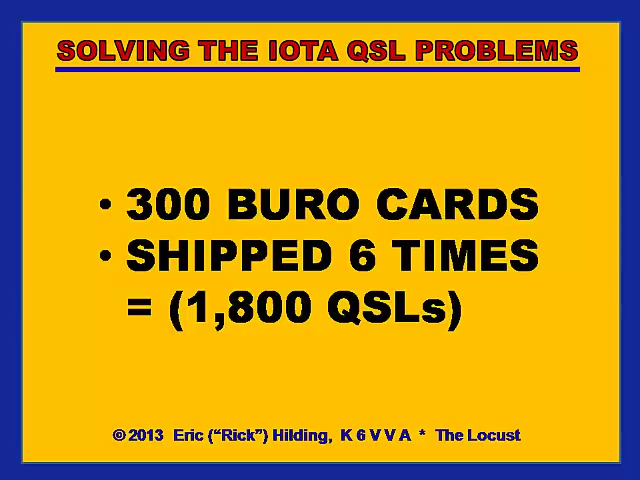 SOLVING THE IOTA QSL PROBLEMS
• 300 BURO CARDS
• SHIPPED 6 TIMES
= (1,800 QSLs)
© 2013 Eric (“Rick”) Hilding, K 6 V V A * The Locust